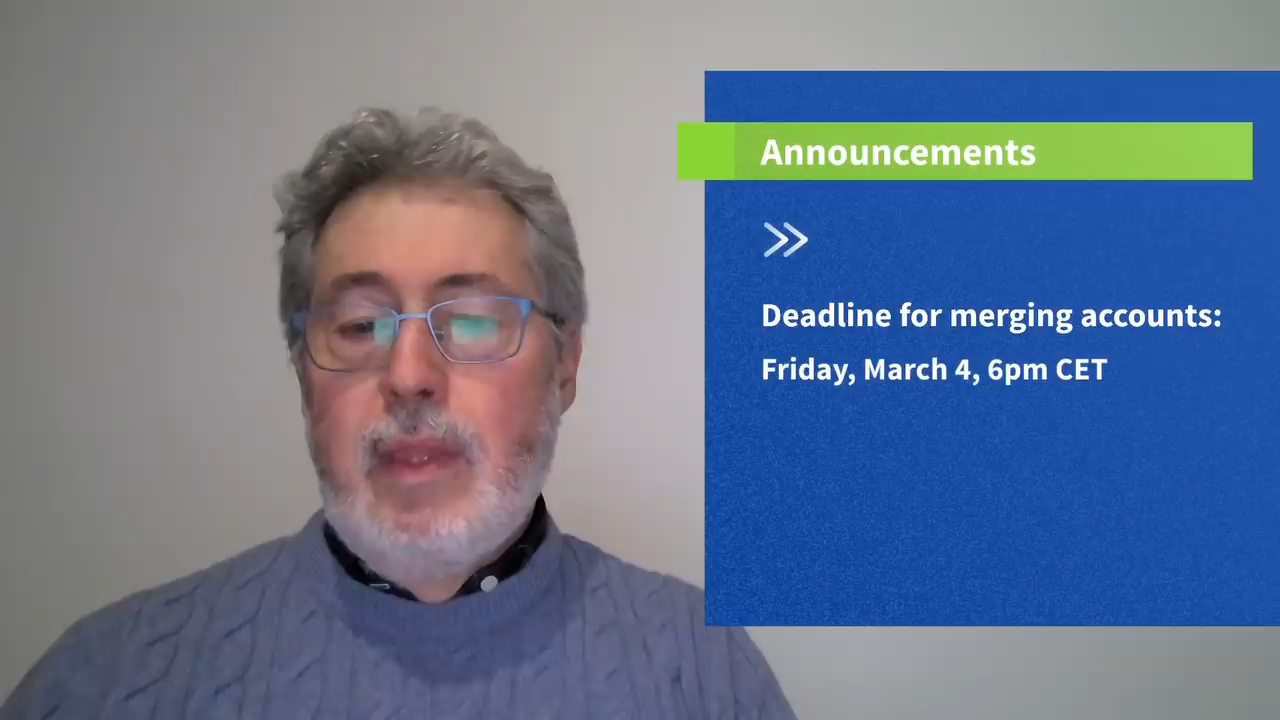 Announcements
Deadline for merging accounts:
Friday, March 4, 6pm CET